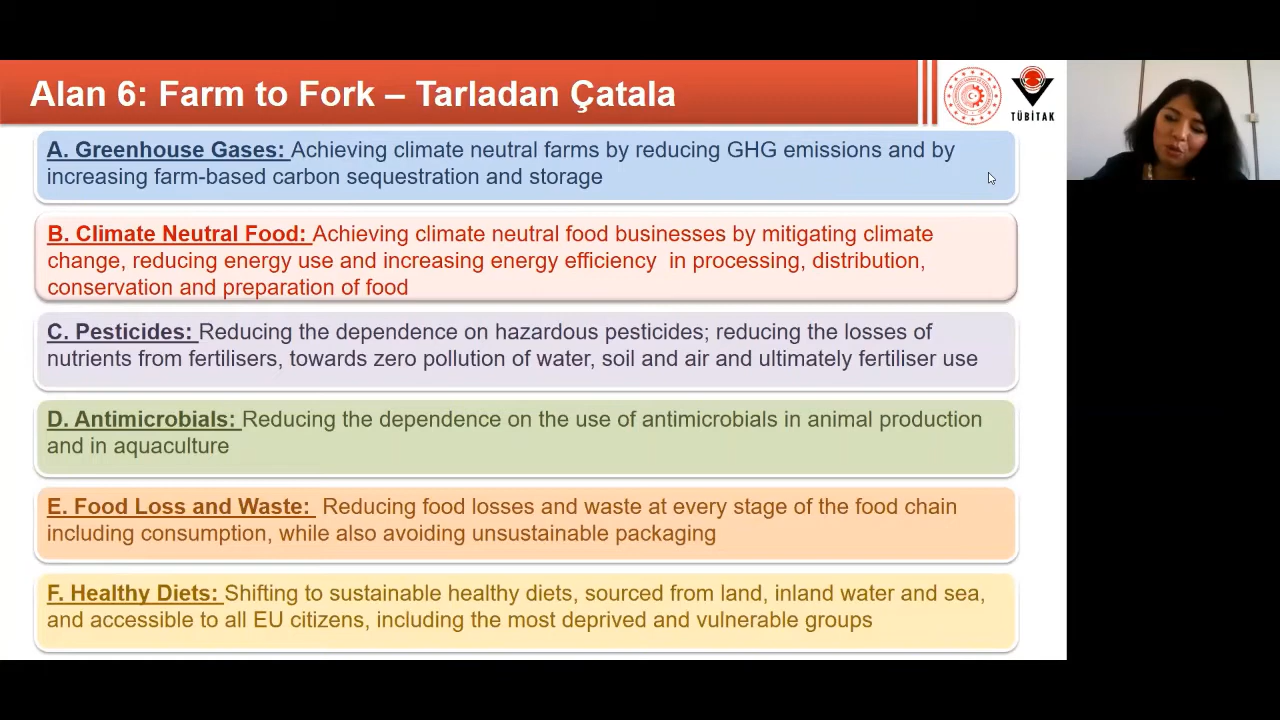 Alan 6: Farm to Fork – Tarladan Çatala
TÜBİTAK
A. Greenhouse Gases: Achieving climate neutral farms by reducing GHG emissions and by
increasing farm-based carbon sequestration and storage
B. Climate Neutral Food: Achieving climate neutral food businesses by mitigating climate
change, reducing energy use and increasing energy efficiency in processing, distribution,
conservation and preparation of food
C. Pesticides: Reducing the dependence on hazardous pesticides; reducing the losses of
nutrients from fertilisers, towards zero pollution of water, soil and air and ultimately fertiliser use
D. Antimicrobials: Reducing the dependence on the use of antimicrobials in animal production
and in aquaculture
E. Food Loss and Waste: Reducing food losses and waste at every stage of the food chain
including consumption, while also avoiding unsustainable packaging
F. Healthy Diets: Shifting to sustainable healthy diets, sourced from land, inland water and sea,
and accessible to all EU citizens, including the most deprived and vulnerable groups